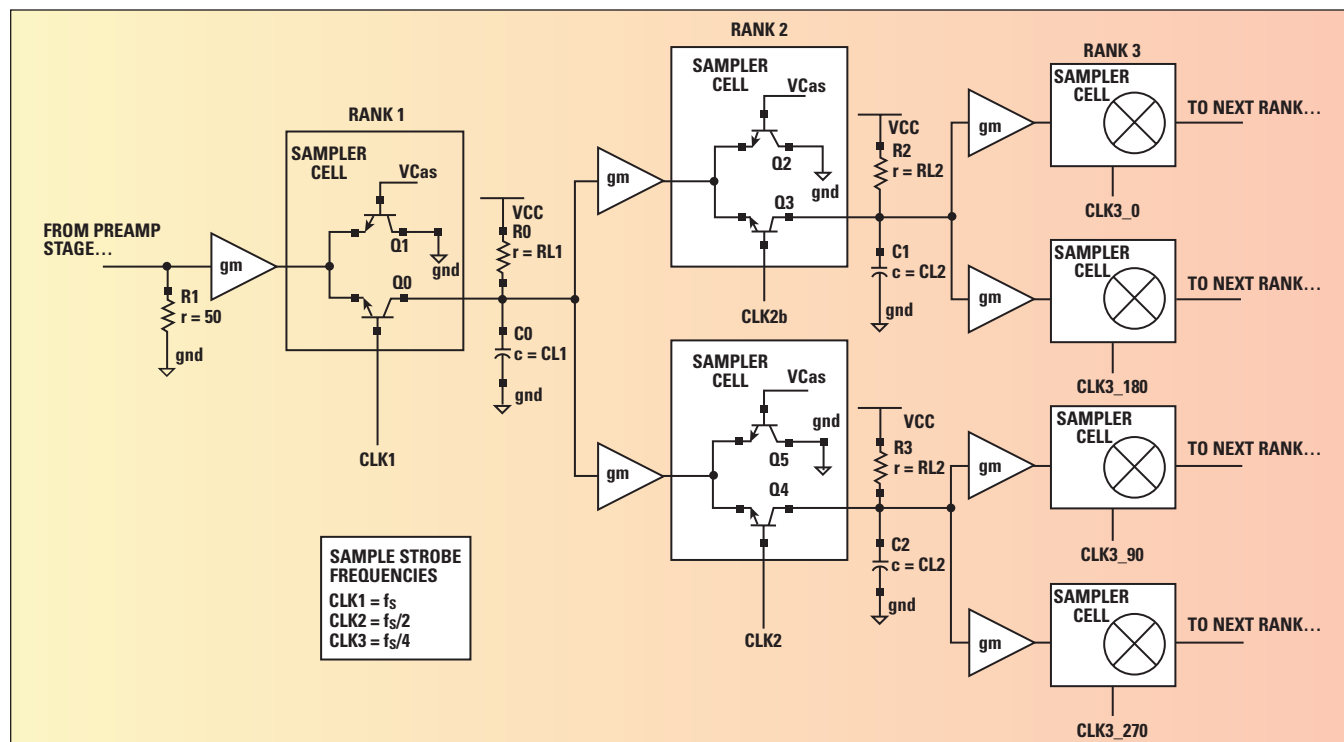 RANK 1
SAMPLER
CELL
VCas
Q1
gnd
Q0
CLK1
FROM PREAMP
STAGE...
gm
R1
r = 50
gnd
VCC
R0
r = RL1
C0
c = CL1
gnd
RANK 2
gm
SAMPLER
CELL
VCas
Q2
gnd
Q3
CLK2b
VCC
R2
r = RL2
C1
c = CL2
gnd
gm
SAMPLER
CELL
VCas
gnd
Q5
Q4
CLK2
VCC
R3
r = RL2
C2
c = CL2
gnd
RANK 3
gm
SAMPLER
CELL
TO NEXT RANK...
CLK3_0
gm
SAMPLER
CELL
TO NEXT RANK...
CLK3_180
gm
SAMPLER
CELL
TO NEXT RANK...
CLK3_90
gm
SAMPLER
CELL
TO NEXT RANK...
CLK3_270
SAMPLE STROBE
FREQUENCIES
CLK1 = fS
CLK2 = fS/2
CLK3 = fS/4